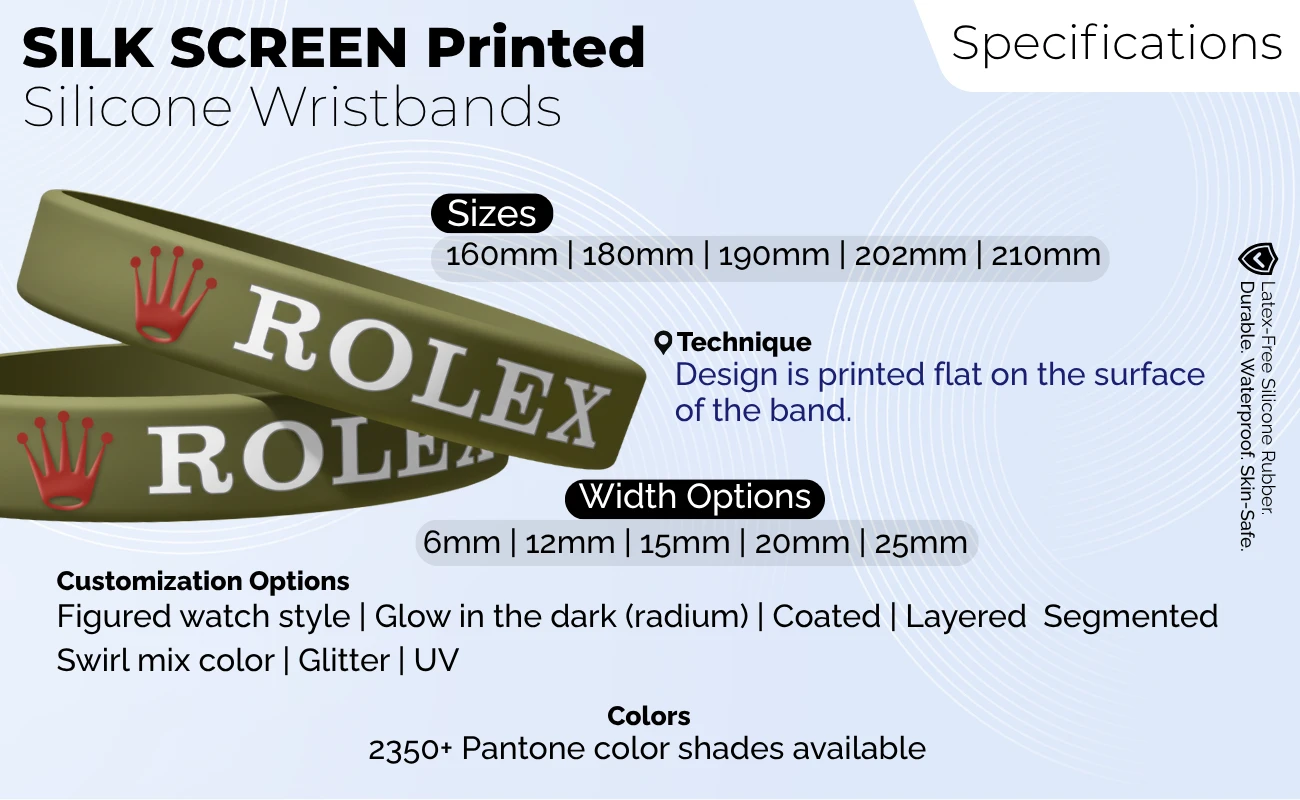 SILK SCREEN Printed
Silicone Wristbands
Specifications
Sizes
160mm | 180mm | 190mm | 202mm | 210mm
ROLEX
ROLEX
Technique
Design is printed flat on the surface
of the band.
Width Options
6mm | 12mm | 15mm | 20mm | 25mm
Latex-Free Silicone Rubber.
Durable. Waterproof. Skin-Safe.
Customization Options
Figured watch style | Glow in the dark (radium) | Coated | Layered Segmented
Swirl mix color | Glitter | UV
Colors
2350+ Pantone color shades available